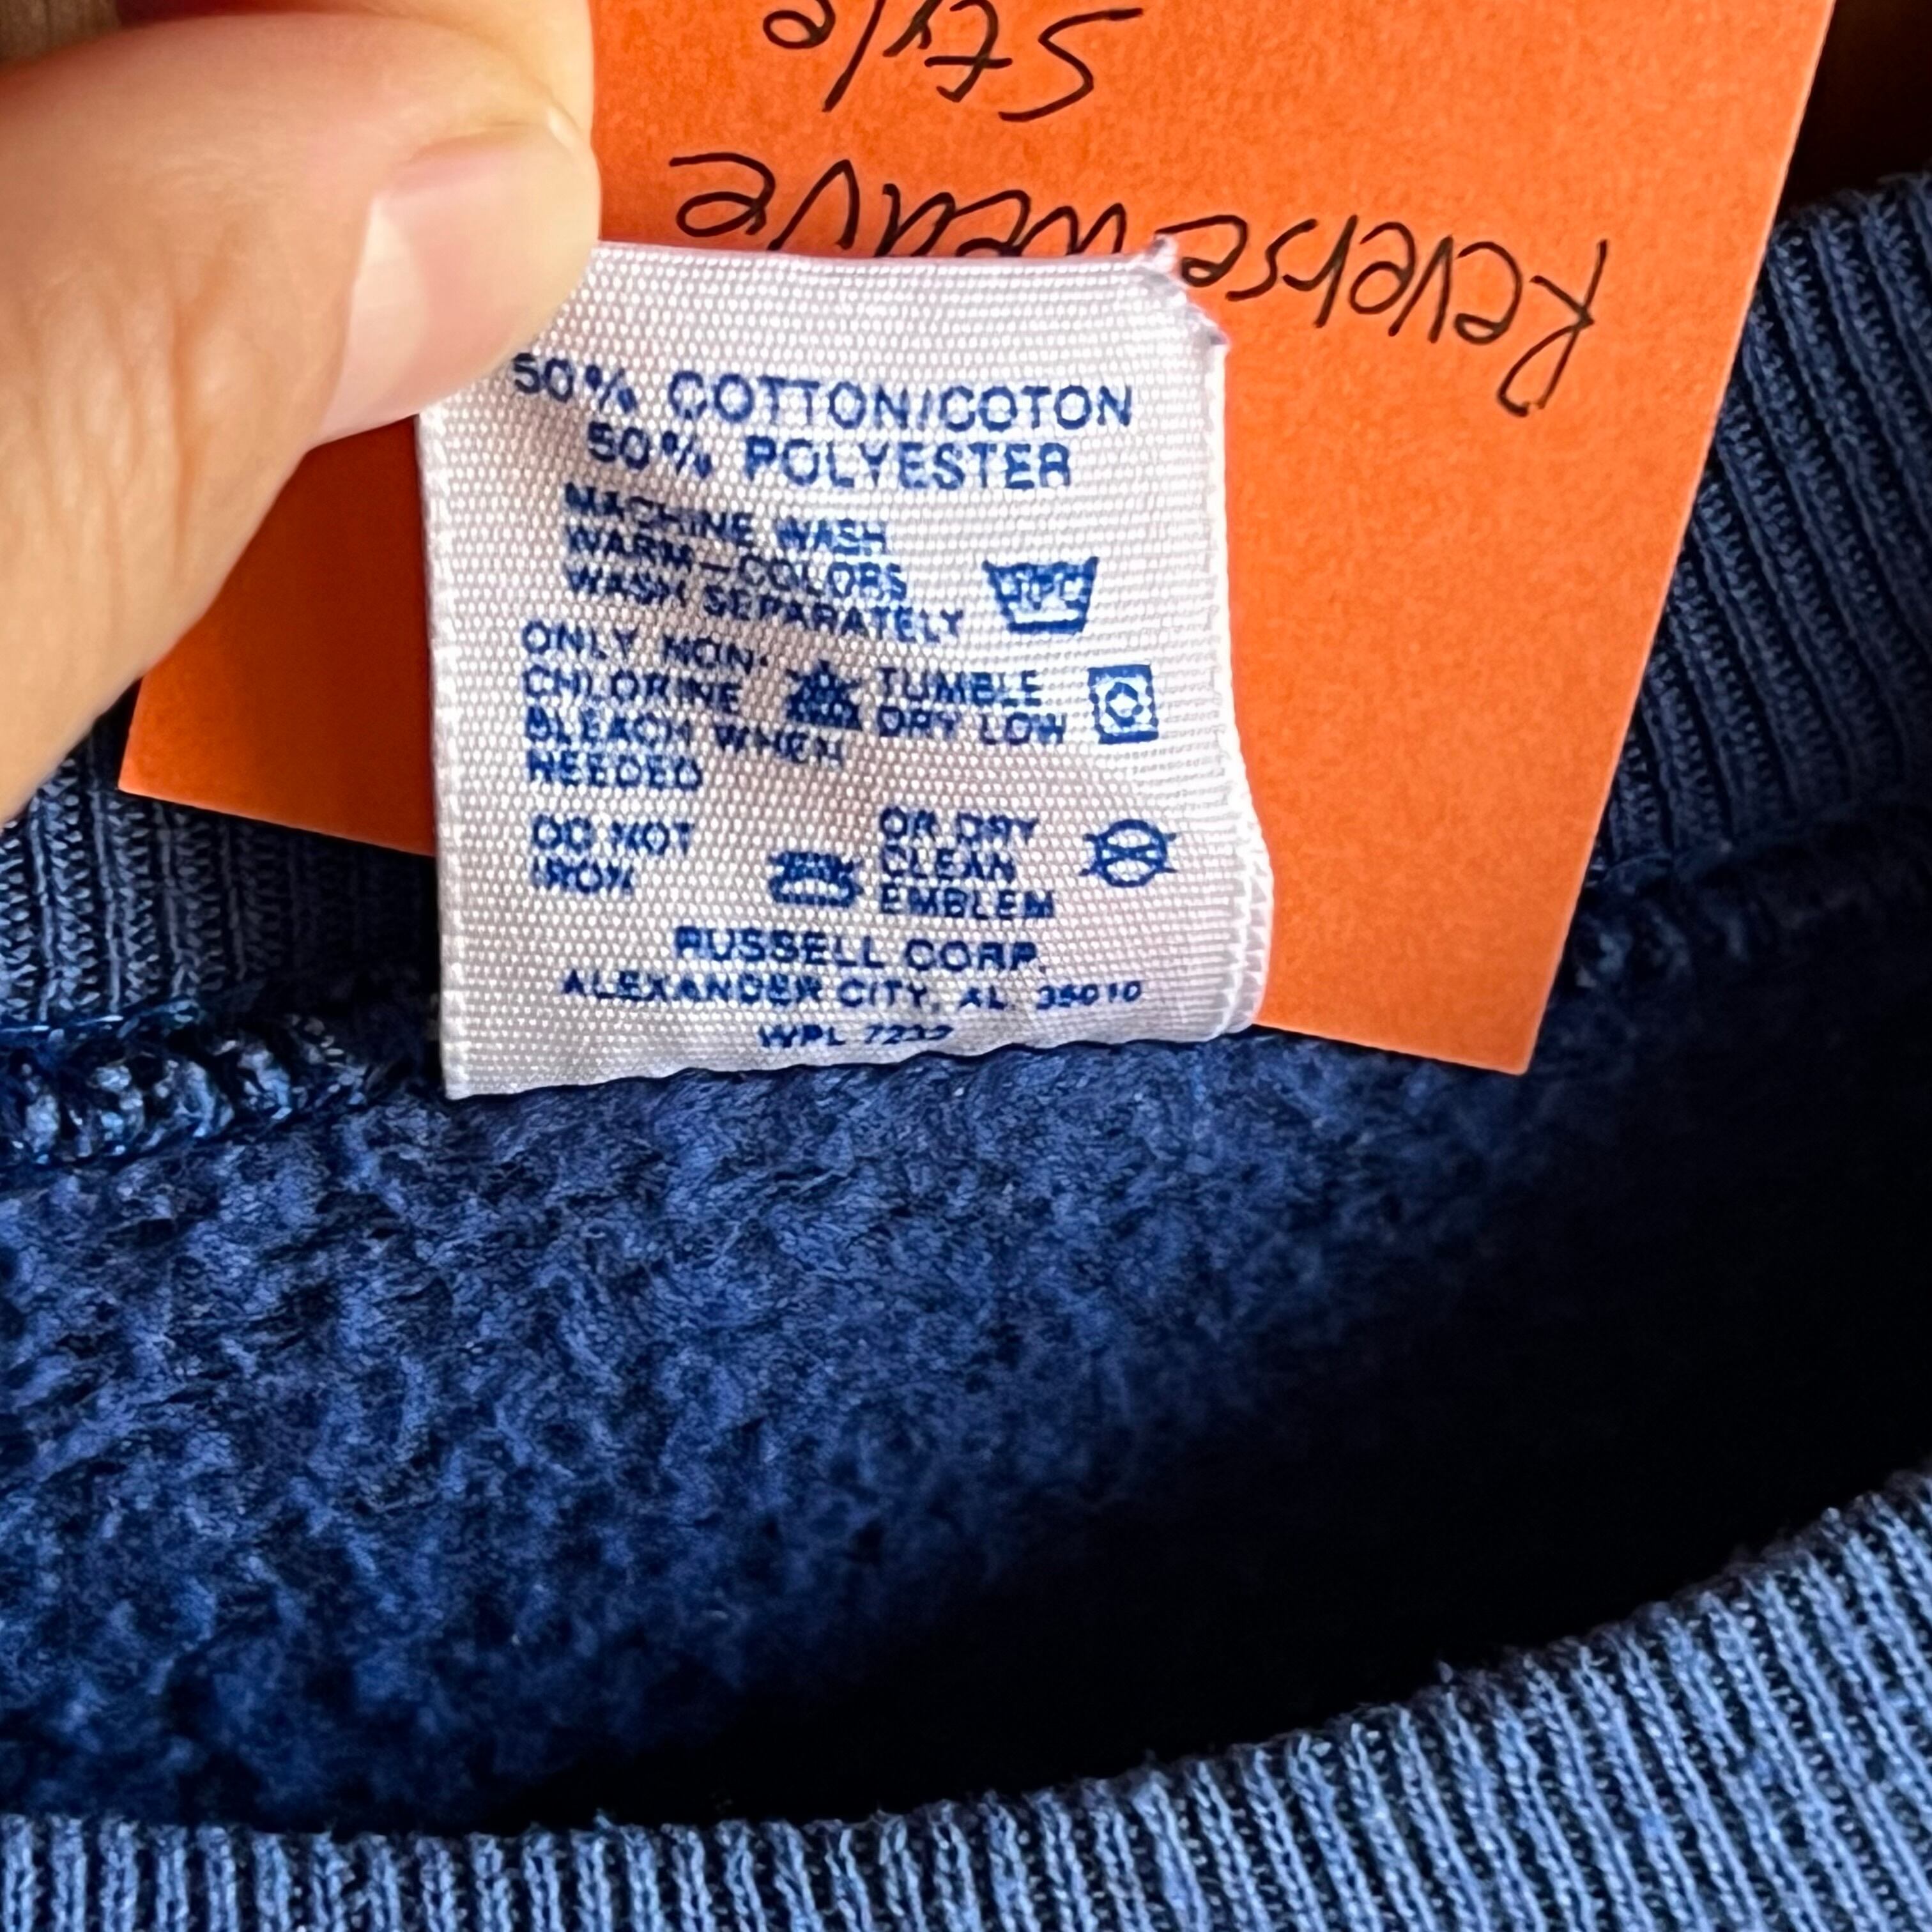 Reverse weave
Style
50% COTTON/COTON
50% POLYESTER
MACHINE WASH
WARM—COLORS
WASH SEPARATELY
ONLY NON-
CHLORINE
BLEACH WHEN
NEEDED
TUMBLE
DRY LOW
DO NOT
IRON
OR DRY
CLEAN
EMBLEM
RUSSELL CORP.
ALEXANDER CITY, AL 35010
WPL